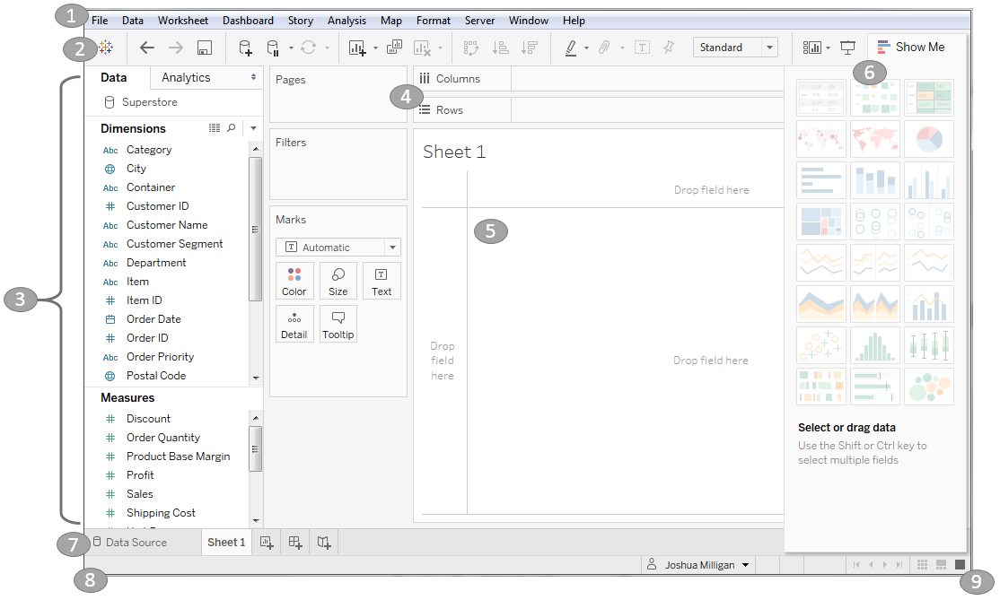 1
File Data Worksheet Dashboard Story Analysis Map Format Server Window Help
2
Standard
Show Me
3
Data Analytics
Superstore
Dimensions
Abc Category
City
Abc Container
Customer ID
Abc Customer Name
Abc Customer Segment
Abc Department
Abc Item
Item ID
Order Date
Order ID
Abc Order Priority
Postal Code
Measures
Discount
Order Quantity
Product Base Margin
Profit
Sales
Shipping Cost
Pages
Filters
Marks
T Automatic
Color Size Text
Detail Tooltip
4
Columns
Rows
Sheet 1
Drop field here
5
Drop
field
here
Drop field here
6
Select or drag data
Use the Shift or Ctrl key to
select multiple fields
7
Data Source Sheet 1
8
Joshua Milligan
9